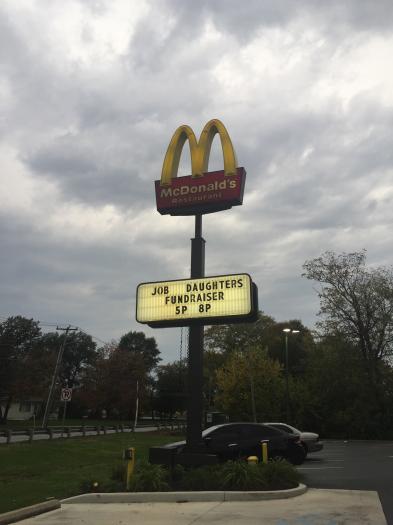 McDonald's
Restaurant
JOB DAUGHTERS
FUNDRAISER
5P 8P